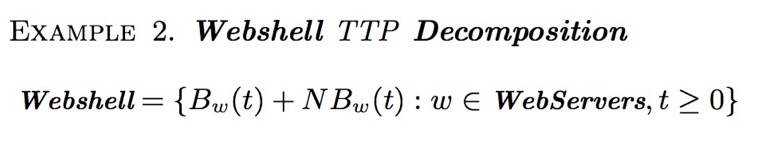 EXAMPLE 2. Webshell TTP Decomposition
Webshell = {B_w(t) + NB_w(t) : w ∈ WebServers, t ≥ 0}